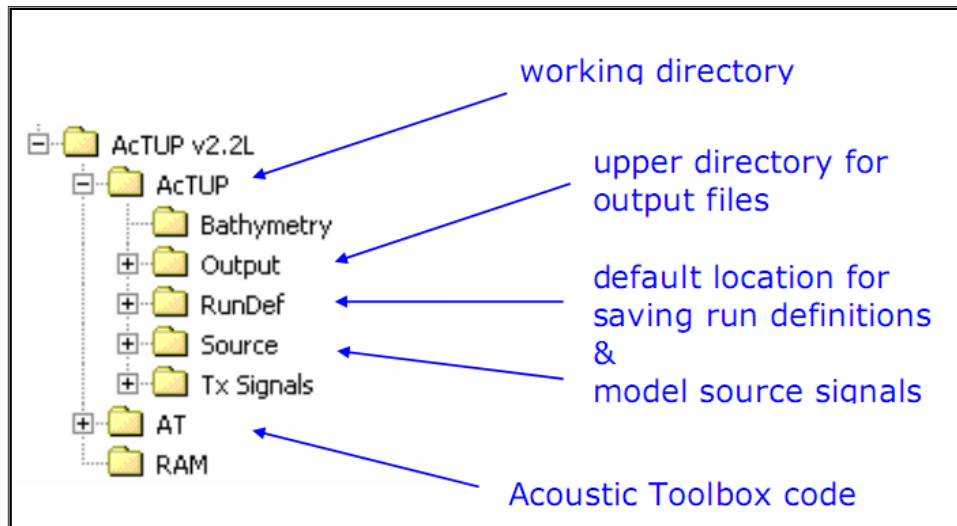 working directory
AcTUP v2.2L
AcTUP
Bathymetry
Output
RunDef
Source
Tx Signals
AT
RAM
upper directory for
output files
default location for
saving run definitions
&
model source signals
Acoustic Toolbox code